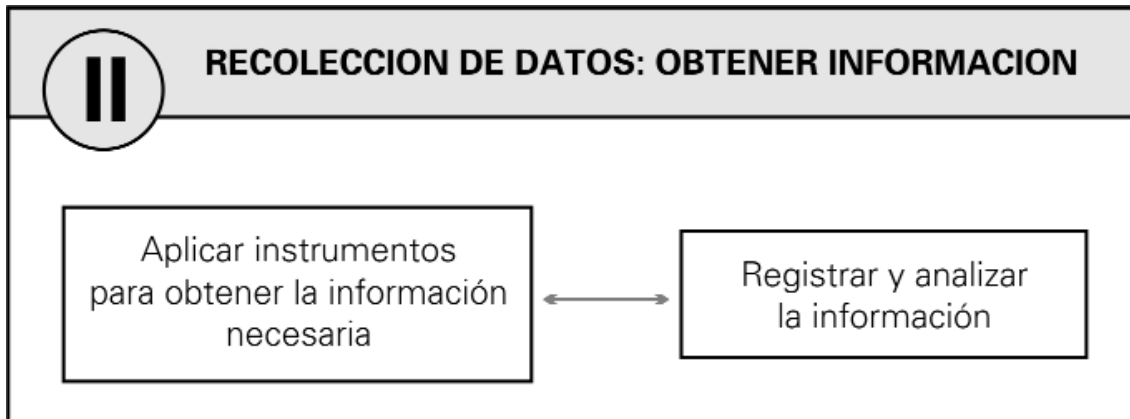 II
RECOLECCION DE DATOS: OBTENER INFORMACION
Aplicar instrumentos
para obtener la información
necesaria
Registrar y analizar
la información